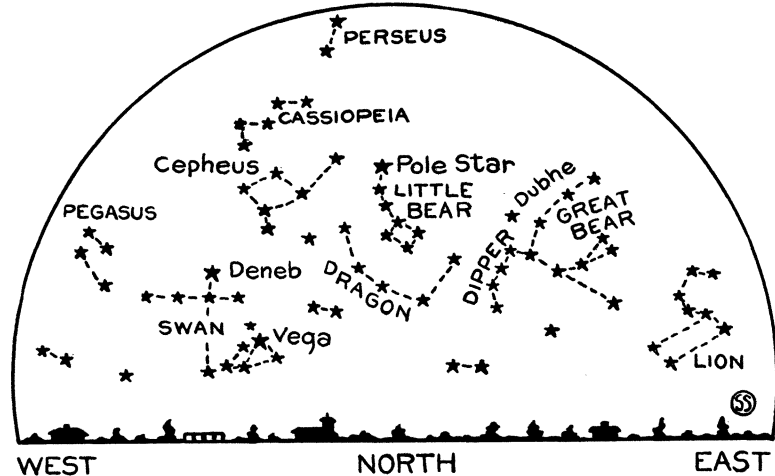 PERSEUS
CASSIOPEIA
Cepheus
Pole Star
LITTLE
BEAR
Dubhe
GREAT
BEAR
PEGASUS
Deneb
DRAGON
DIPPER
SWAN
Vega
LION
SS
WEST NORTH EAST